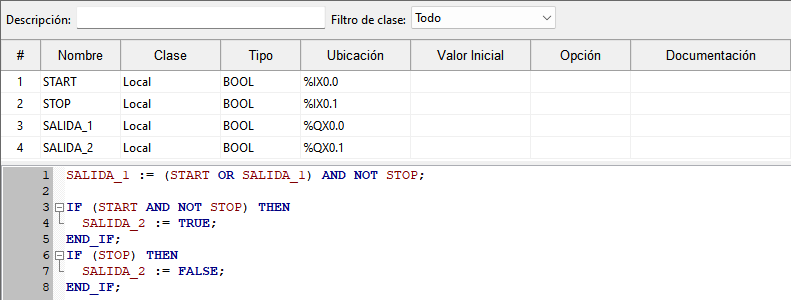 Descripción: Filtro de clase: Todo
# Nombre Clase Tipo Ubicación Valor Inicial Opción Documentación
1 START Local BOOL %IX0.0
2 STOP Local BOOL %IX0.1
3 SALIDA_1 Local BOOL %QX0.0
4 SALIDA_2 Local BOOL %QX0.1
1 SALIDA_1 := (START OR SALIDA_1) AND NOT STOP;
2
3 IF (START AND NOT STOP) THEN
4 SALIDA_2 := TRUE;
5 END_IF;
6 IF (STOP) THEN
7 SALIDA_2 := FALSE;
8 END_IF;